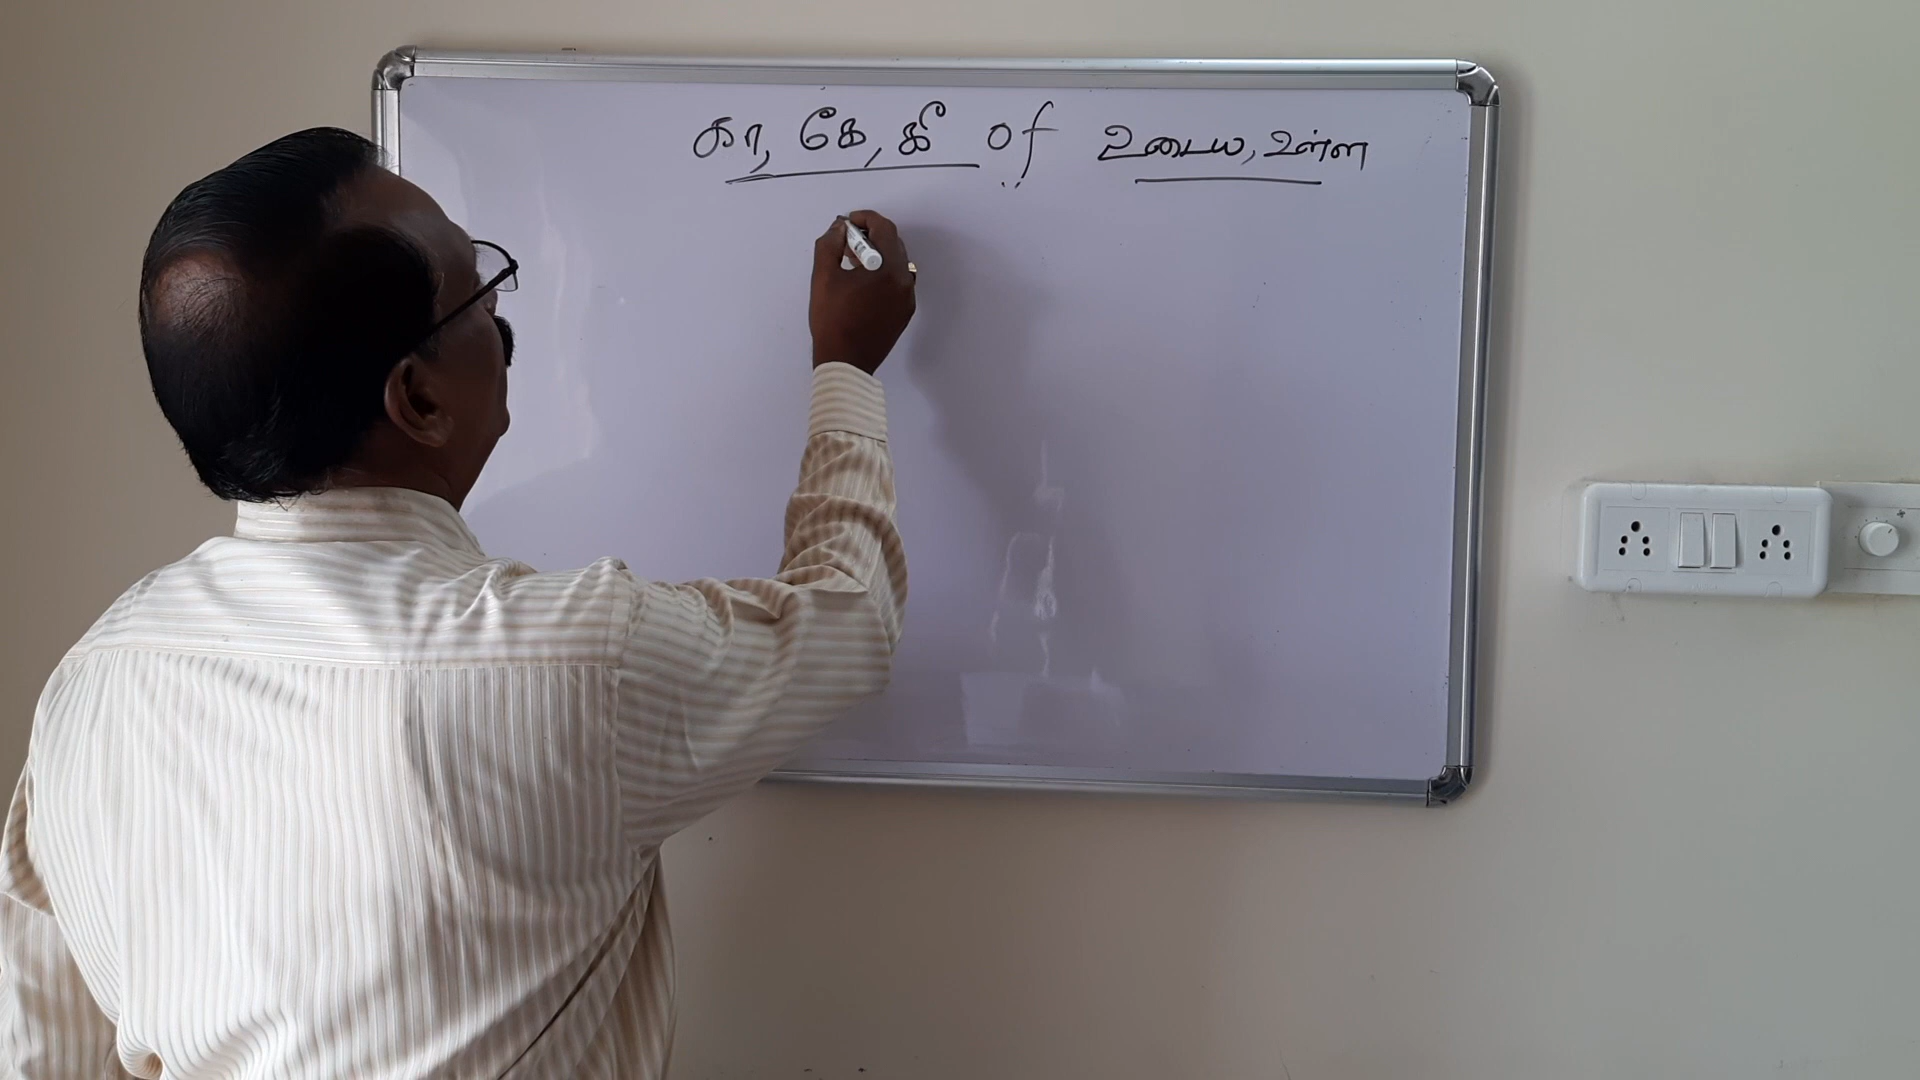 கா, கே, கீ of உடைய, உள்ள